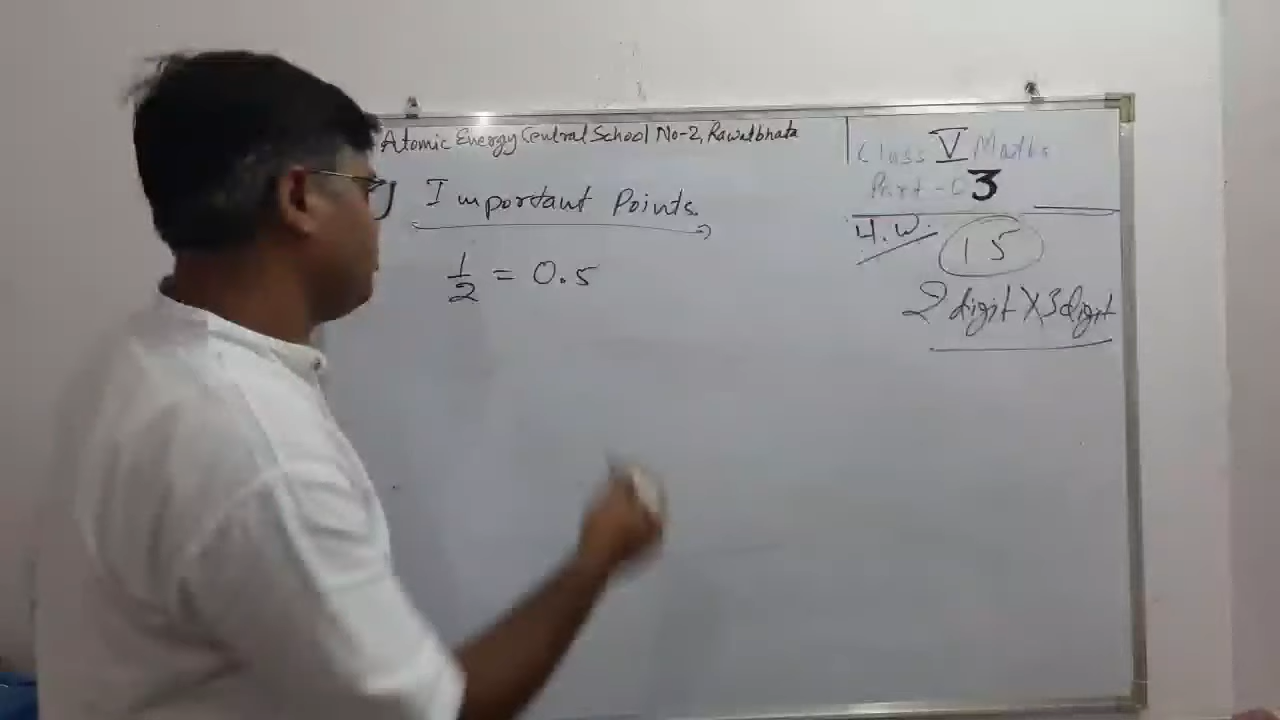 Atomic Energy Central School No-2, Rawatbhata
Class V Maths
Part-03
Important Points.
1/2 = 0.5
H.W.
15
2 digit X 3 digit